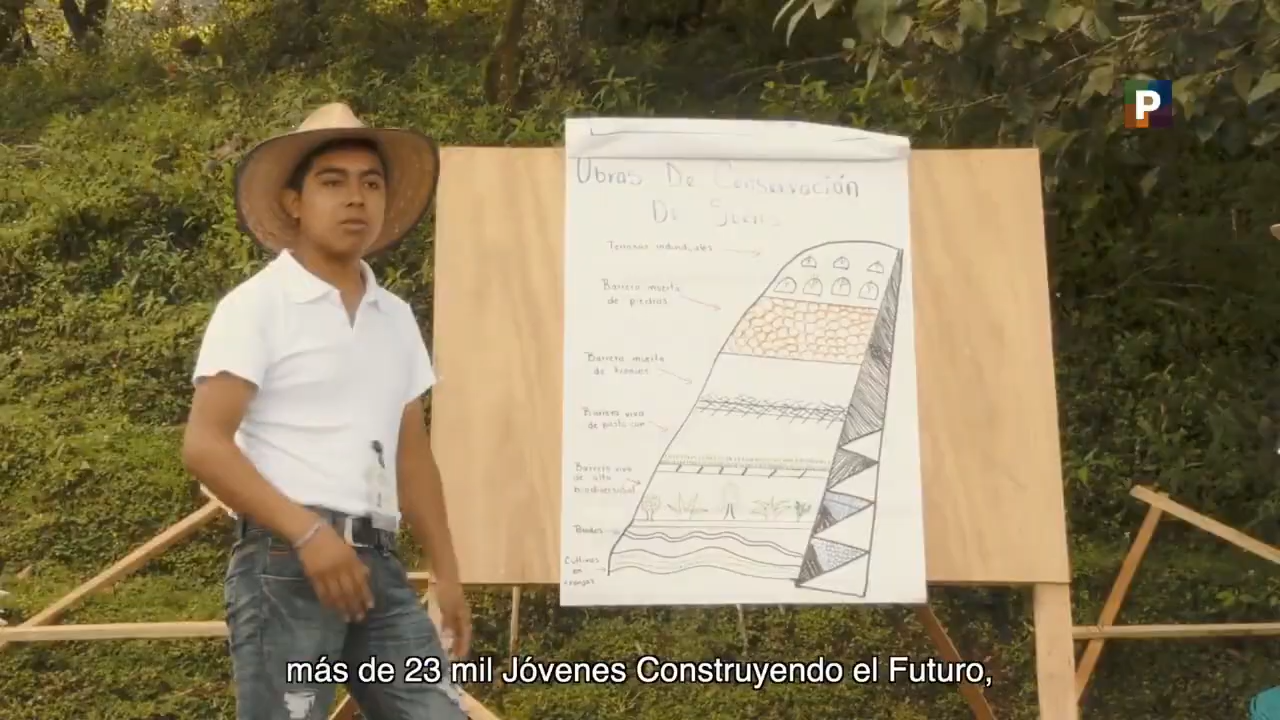 P
Obras De Conservación
De Suelos
Terrazas individuales
Barrera muerta
de piedras
Barrera muerta
de
Barrera viva
de pasto
Barrera viva
de alta
biodiversidad
Bordos
Cultivos
en
franjas
más de 23 mil Jóvenes Construyendo el Futuro,